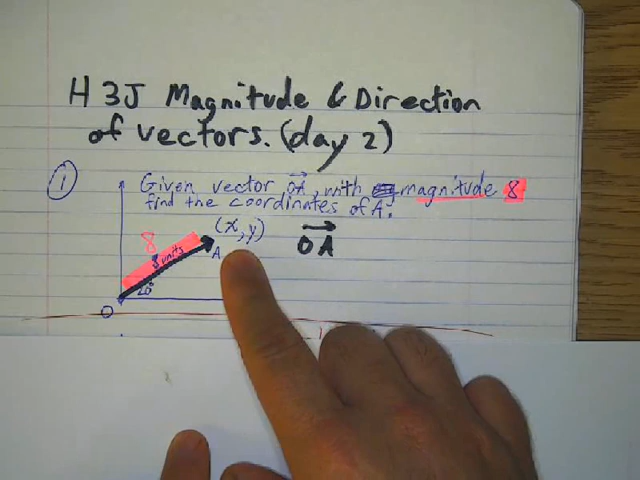 H 3J Magnitude & Direction
of vectors. (day 2)
1 Given vector OA, with magnitude 8
find the coordinates of A.
(x, y)
8
8 units
A
OA
20°
O